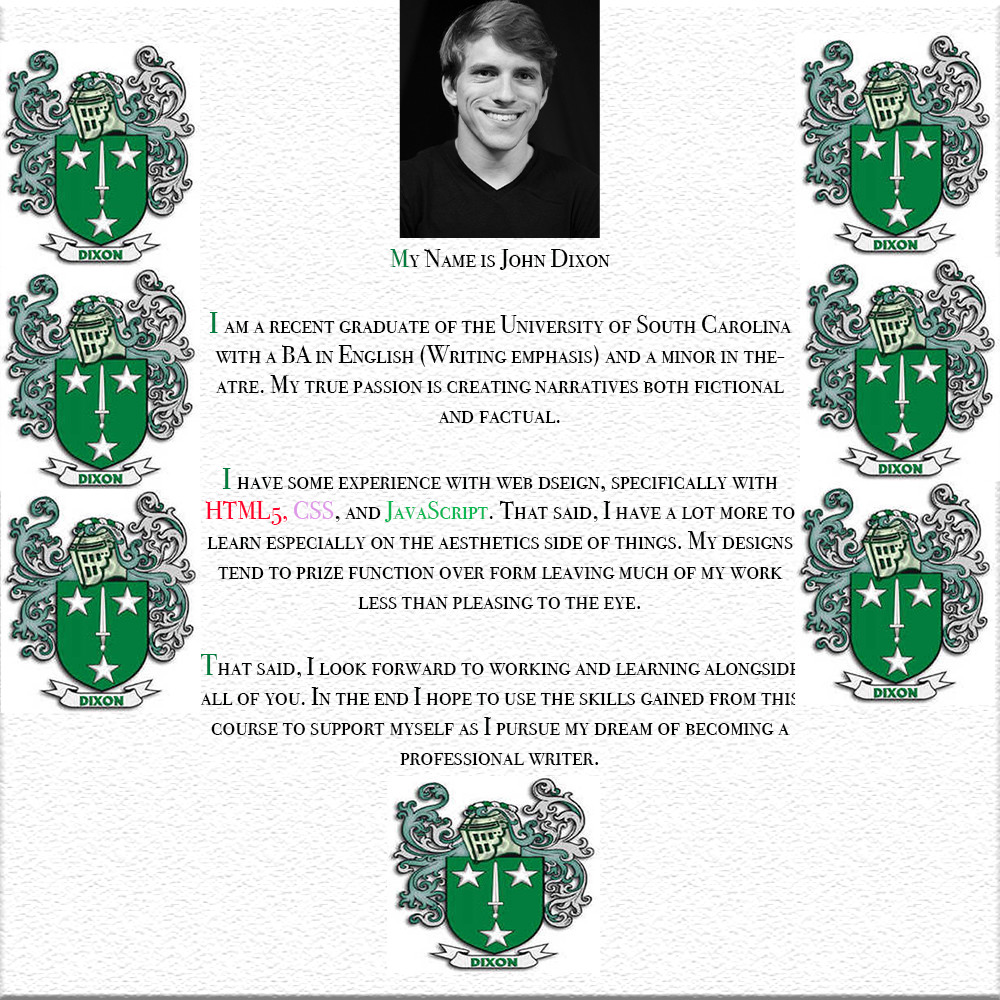 DIXON
DIXON
DIXON
DIXON
DIXON
DIXON
My Name is John Dixon
I am a recent graduate of the University of South Carolina
with a BA in English (Writing emphasis) and a minor in the-
atre. My true passion is creating narratives both fictional
and factual.
I have some experience with web dseign, specifically with
HTML5, CSS, and JavaScript. That said, I have a lot more to
learn especially on the aesthetics side of things. My designs
tend to prize function over form leaving much of my work
less than pleasing to the eye.
That said, I look forward to working and learning alongside
all of you. In the end I hope to use the skills gained from this
course to support myself as I pursue my dream of becoming a
professional writer.
DIXON